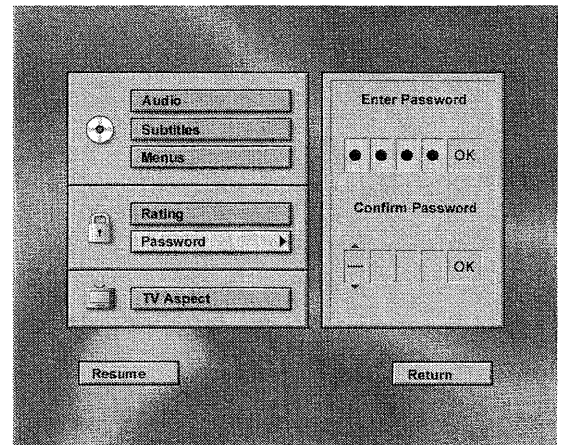 Audio
Subtitles
Menus
Rating
Password
TV Aspect
Enter Password
OK
Confirm Password
OK
Resume
Return